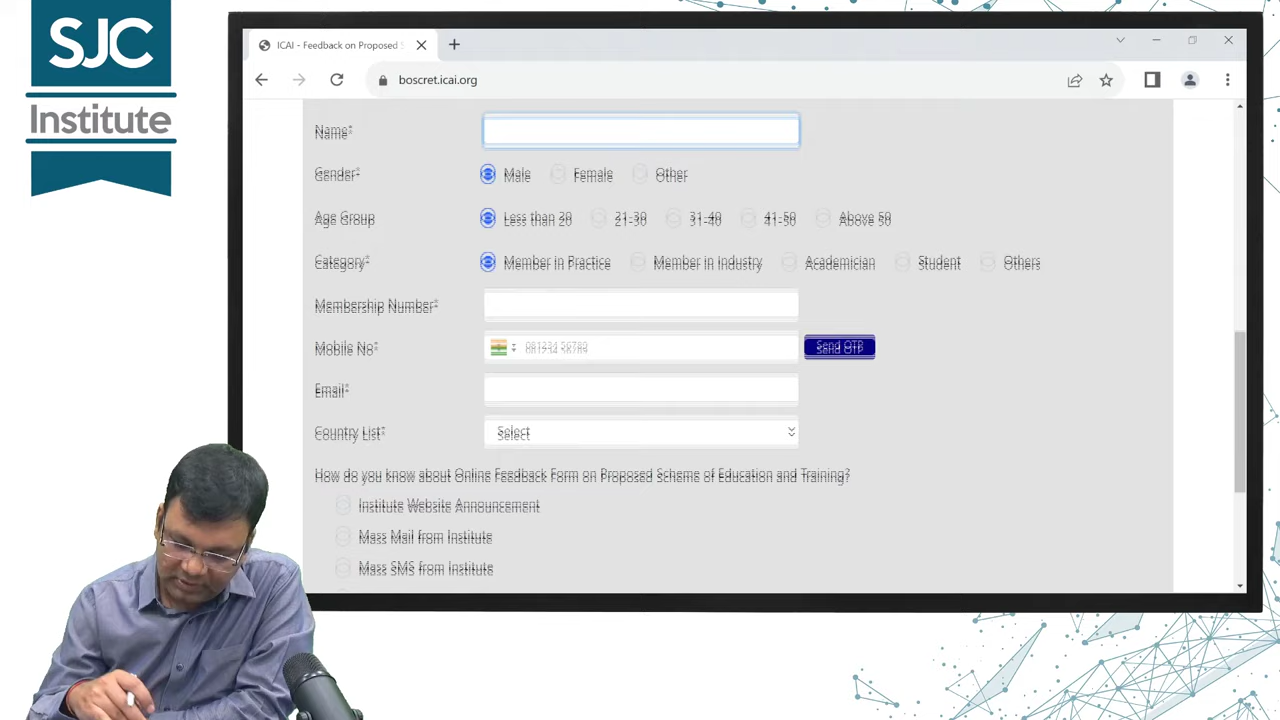 SJC
Institute
ICAI - Feedback on Proposed S
boscret.icai.org
Name*
Gender* Male Female Other
Age Group Less than 20 21-30 31-40 41-50 Above 50
Category* Member in Practice Member in Industry Academician Student Others
Membership Number*
Mobile No* 081234 56789 Send OTP
Email*
Country List* Select
How do you know about Online Feedback Form on Proposed Scheme of Education and Training?
Institute Website Announcement
Mass Mail from Institute
Mass SMS from Institute